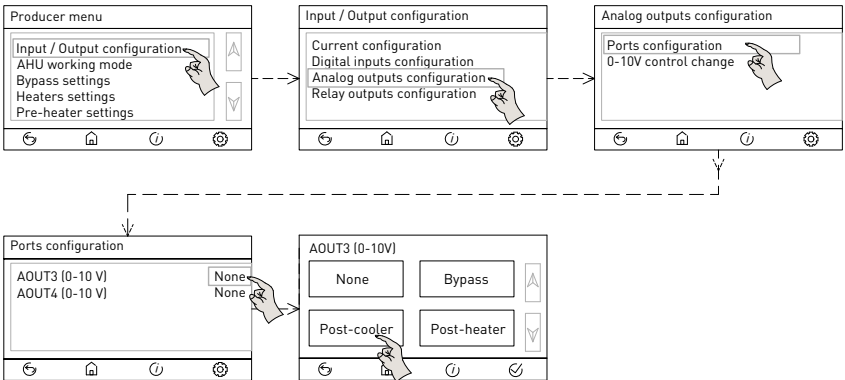 Producer menu
Input / Output configuration
AHU working mode
Bypass settings
Heaters settings
Pre-heater settings
Input / Output configuration
Current configuration
Digital inputs configuration
Analog outputs configuration
Relay outputs configuration
Analog outputs configuration
Ports configuration
0-10V control change
Ports configuration
AOUT3 (0-10 V) None
AOUT4 (0-10 V) None
AOUT3 (0-10V)
None Bypass
Post-cooler Post-heater